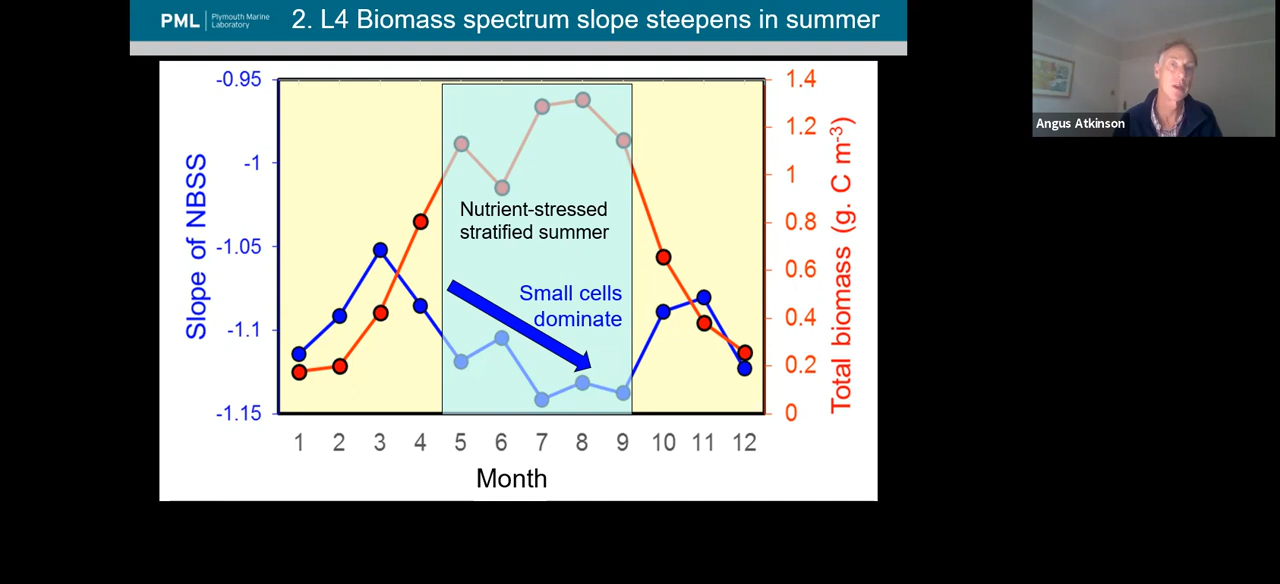 PML
Plymouth Marine
Laboratory
2. L4 Biomass spectrum slope steepens in summer
Angus Atkinson
Slope of NBSS
-0.95
-1
-1.05
-1.1
-1.15
Nutrient-stressed
stratified summer
Small cells
dominate
1.4
1.2
1
0.8
0.6
0.4
0.2
0
Total biomass (g. C m-3)
1 2 3 4 5 6 7 8 9 10 11 12
Month